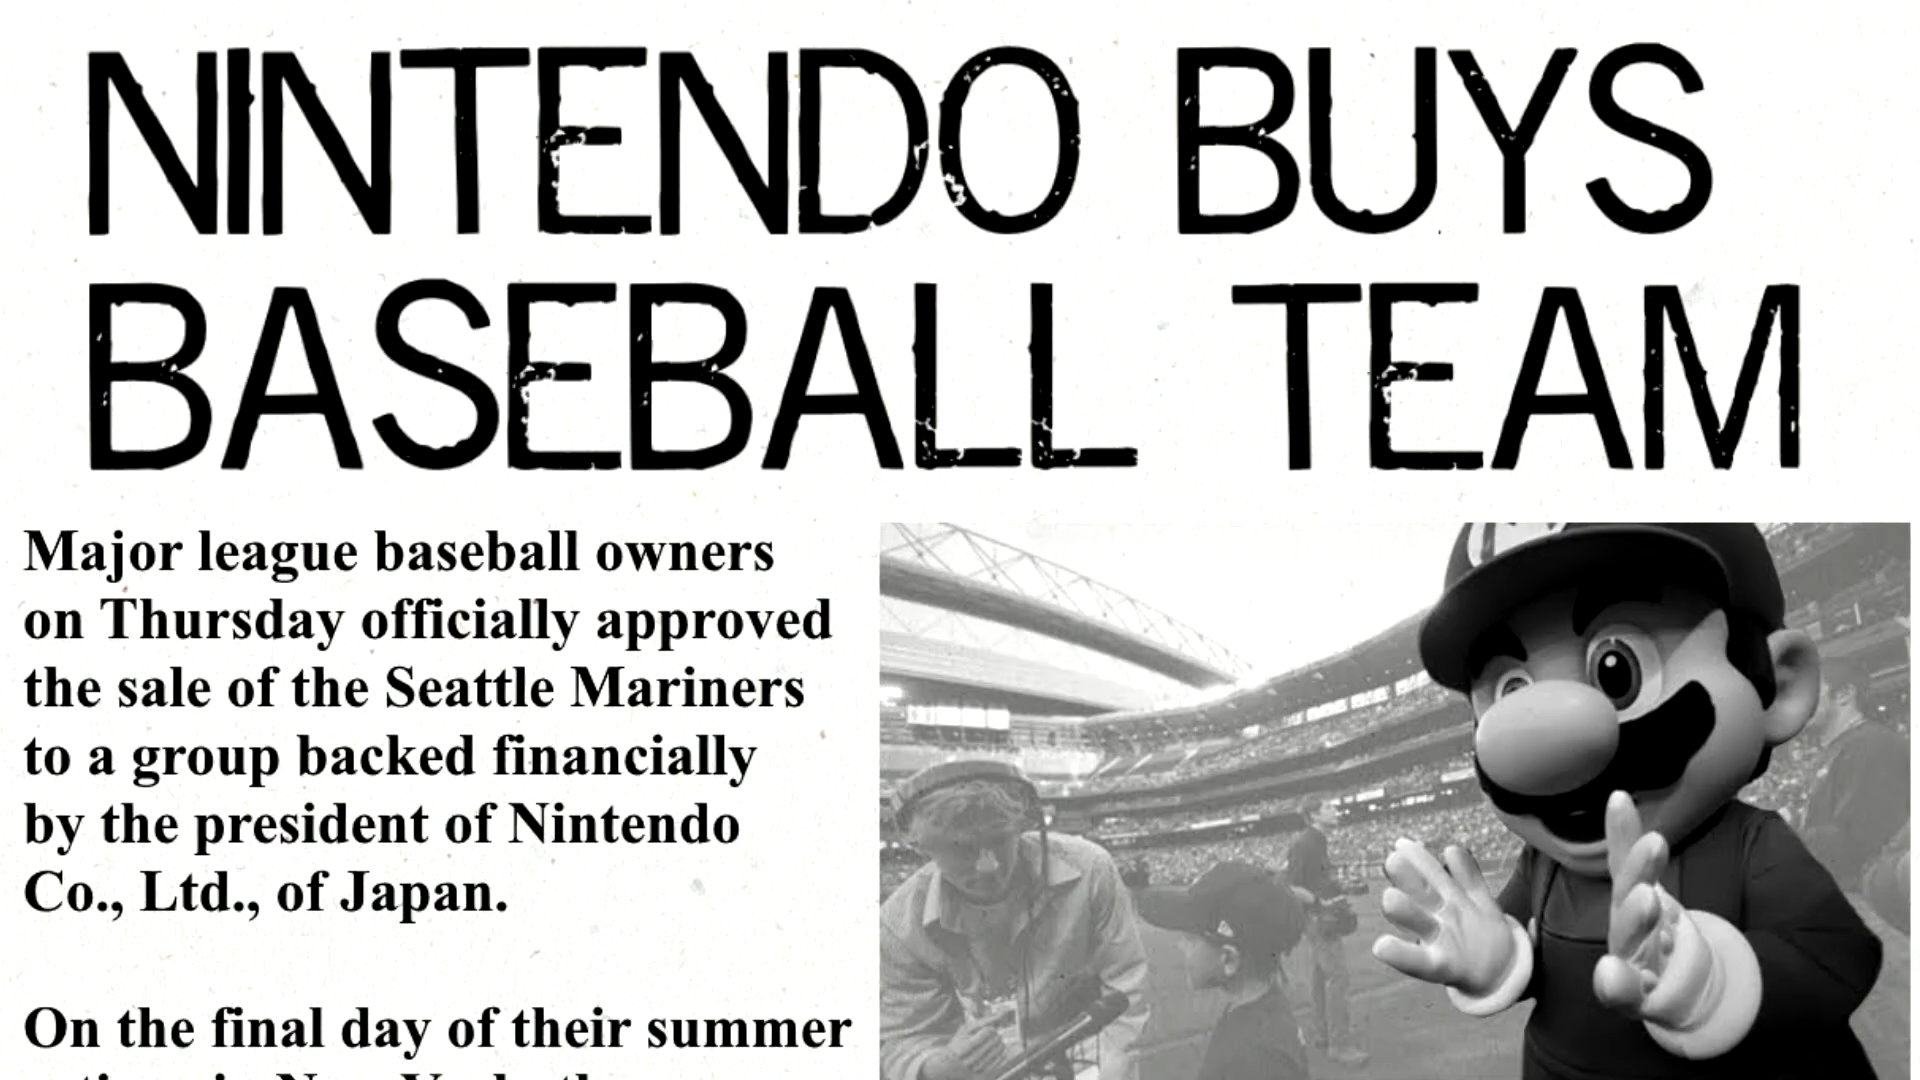 NINTENDO BUYS
BASEBALL TEAM
Major league baseball owners
on Thursday officially approved
the sale of the Seattle Mariners
to a group backed financially
by the president of Nintendo
Co., Ltd., of Japan.
On the final day of their summer